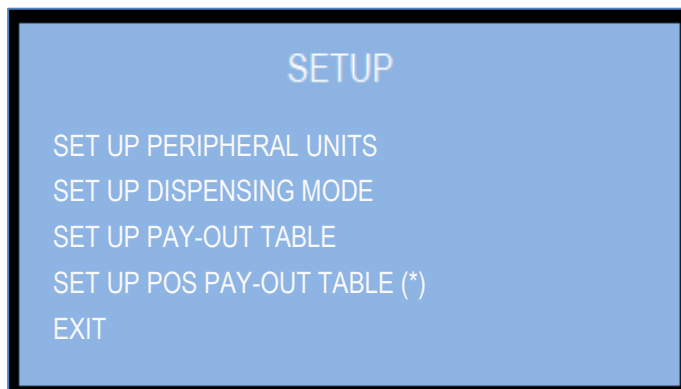 SETUP
SET UP PERIPHERAL UNITS
SET UP DISPENSING MODE
SET UP PAY-OUT TABLE
SET UP POS PAY-OUT TABLE (*)
EXIT